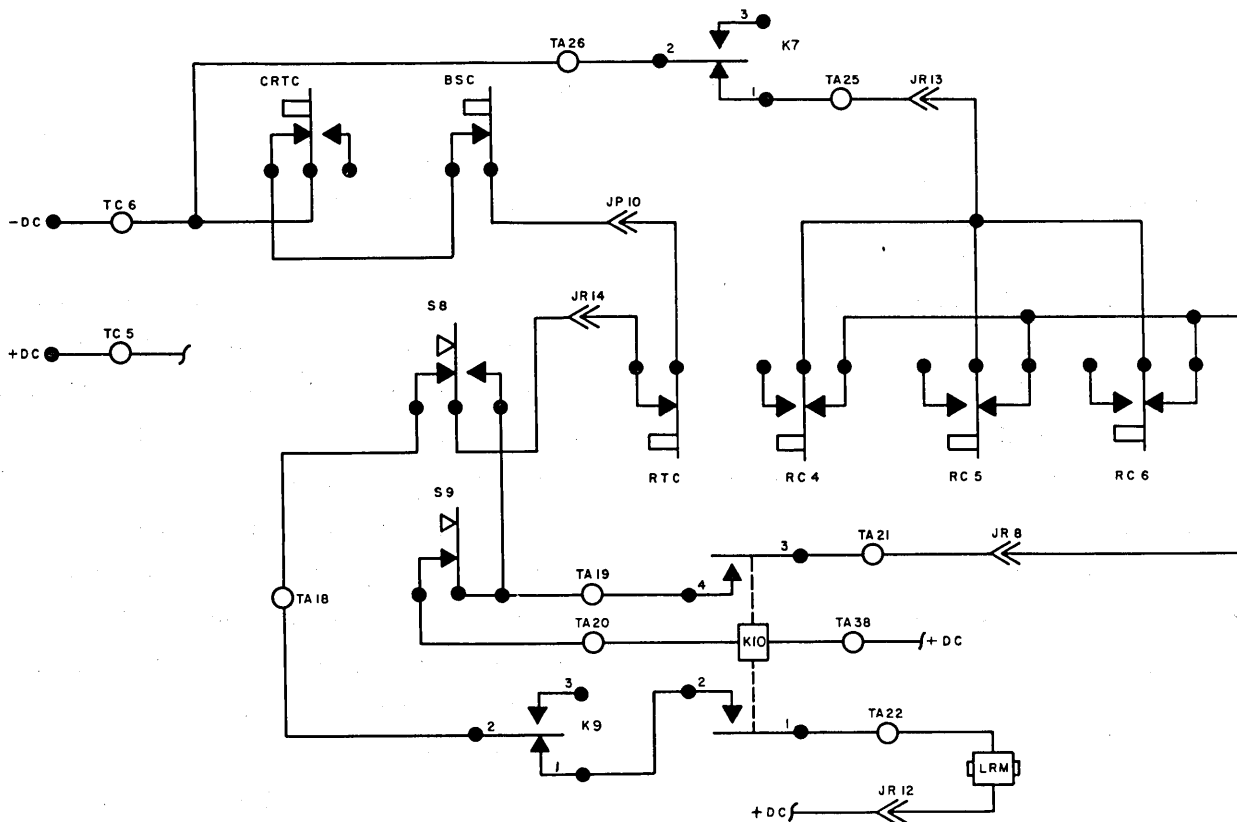 3
K7
TA26
2
CRTC
BSC
TA25
JR13
1
-DC
TC6
JP10
+DC
TC5
S8
JR14
RTC
RC4
RC5
RC6
S9
TA21
JR8
3
TA18
TA19
4
TA20
K10
TA38
+DC
3
2
2
K9
1
1
TA22
LRM
+DC
JR12